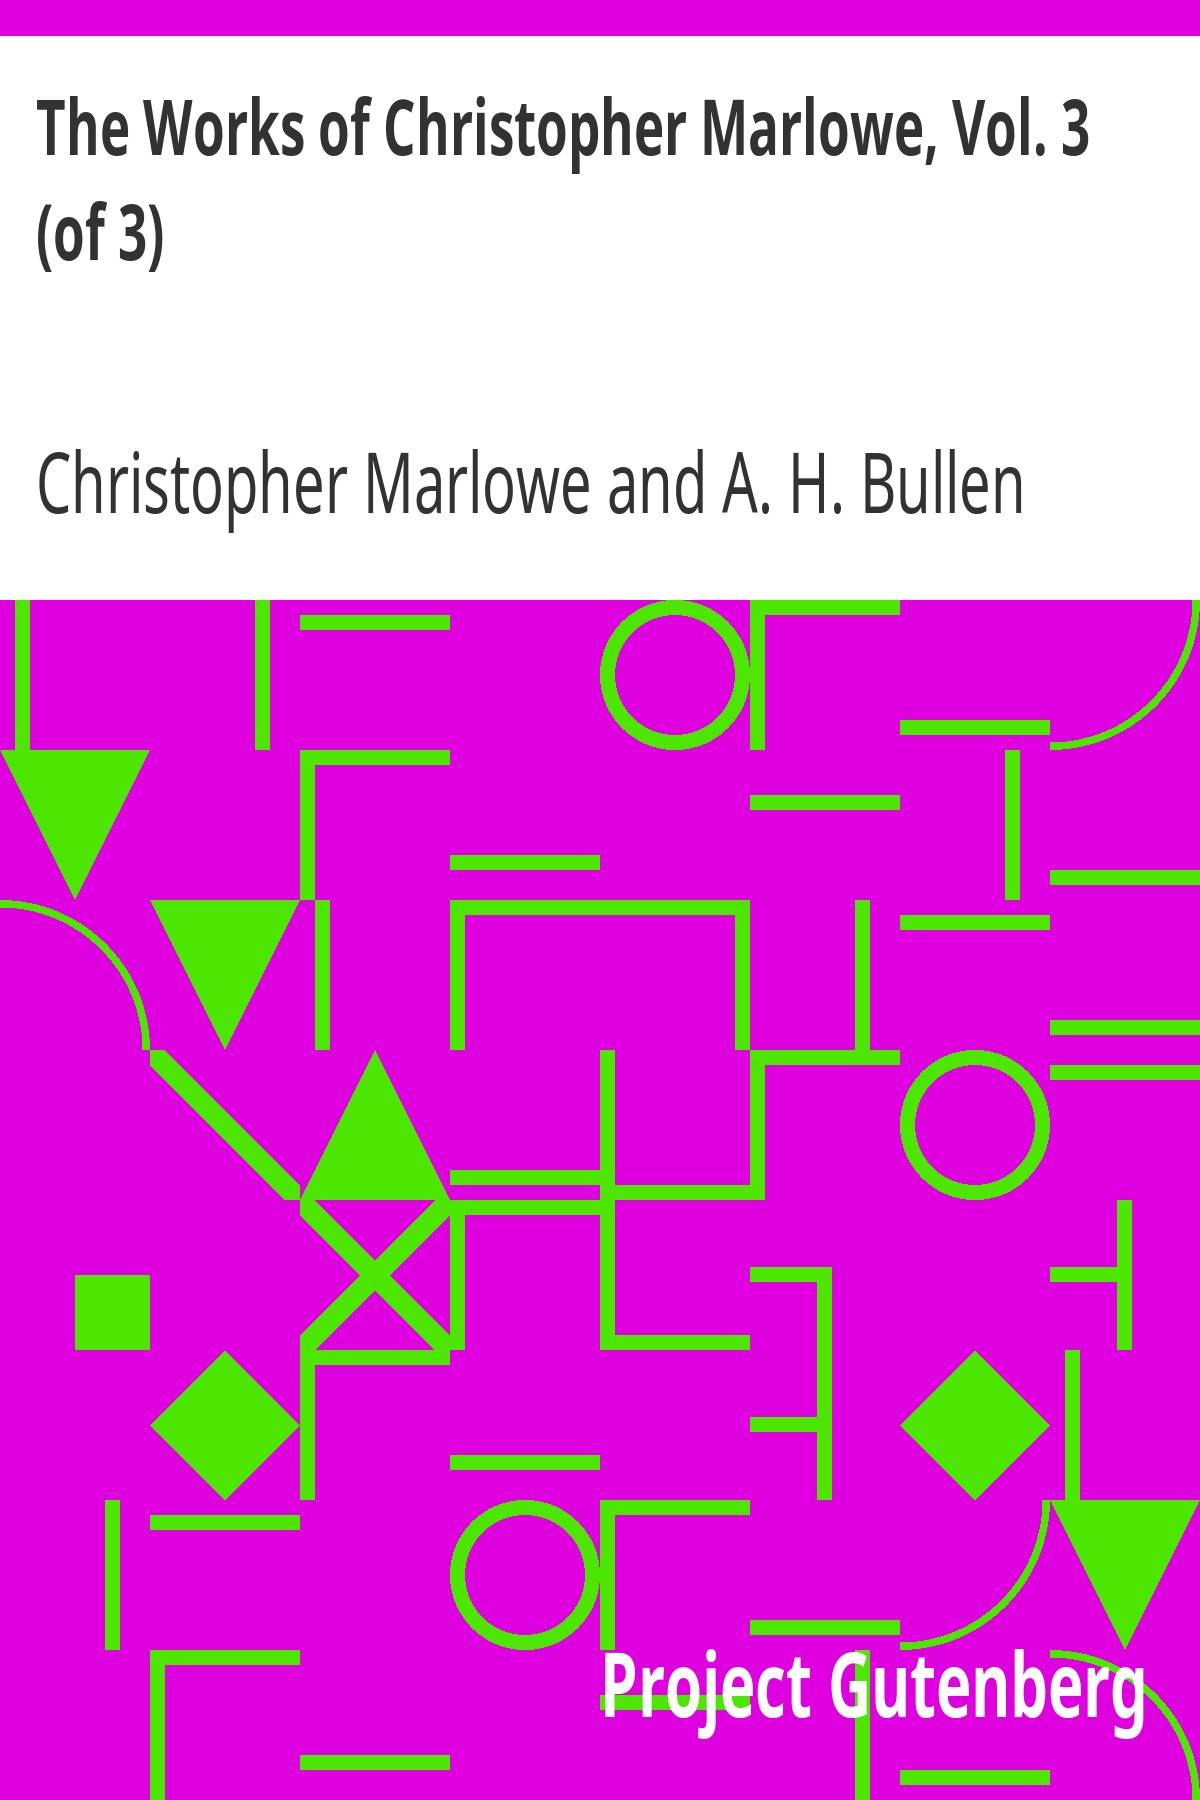 The Works of Christopher Marlowe, Vol. 3
(of 3)
Christopher Marlowe and A. H. Bullen
Project Gutenberg